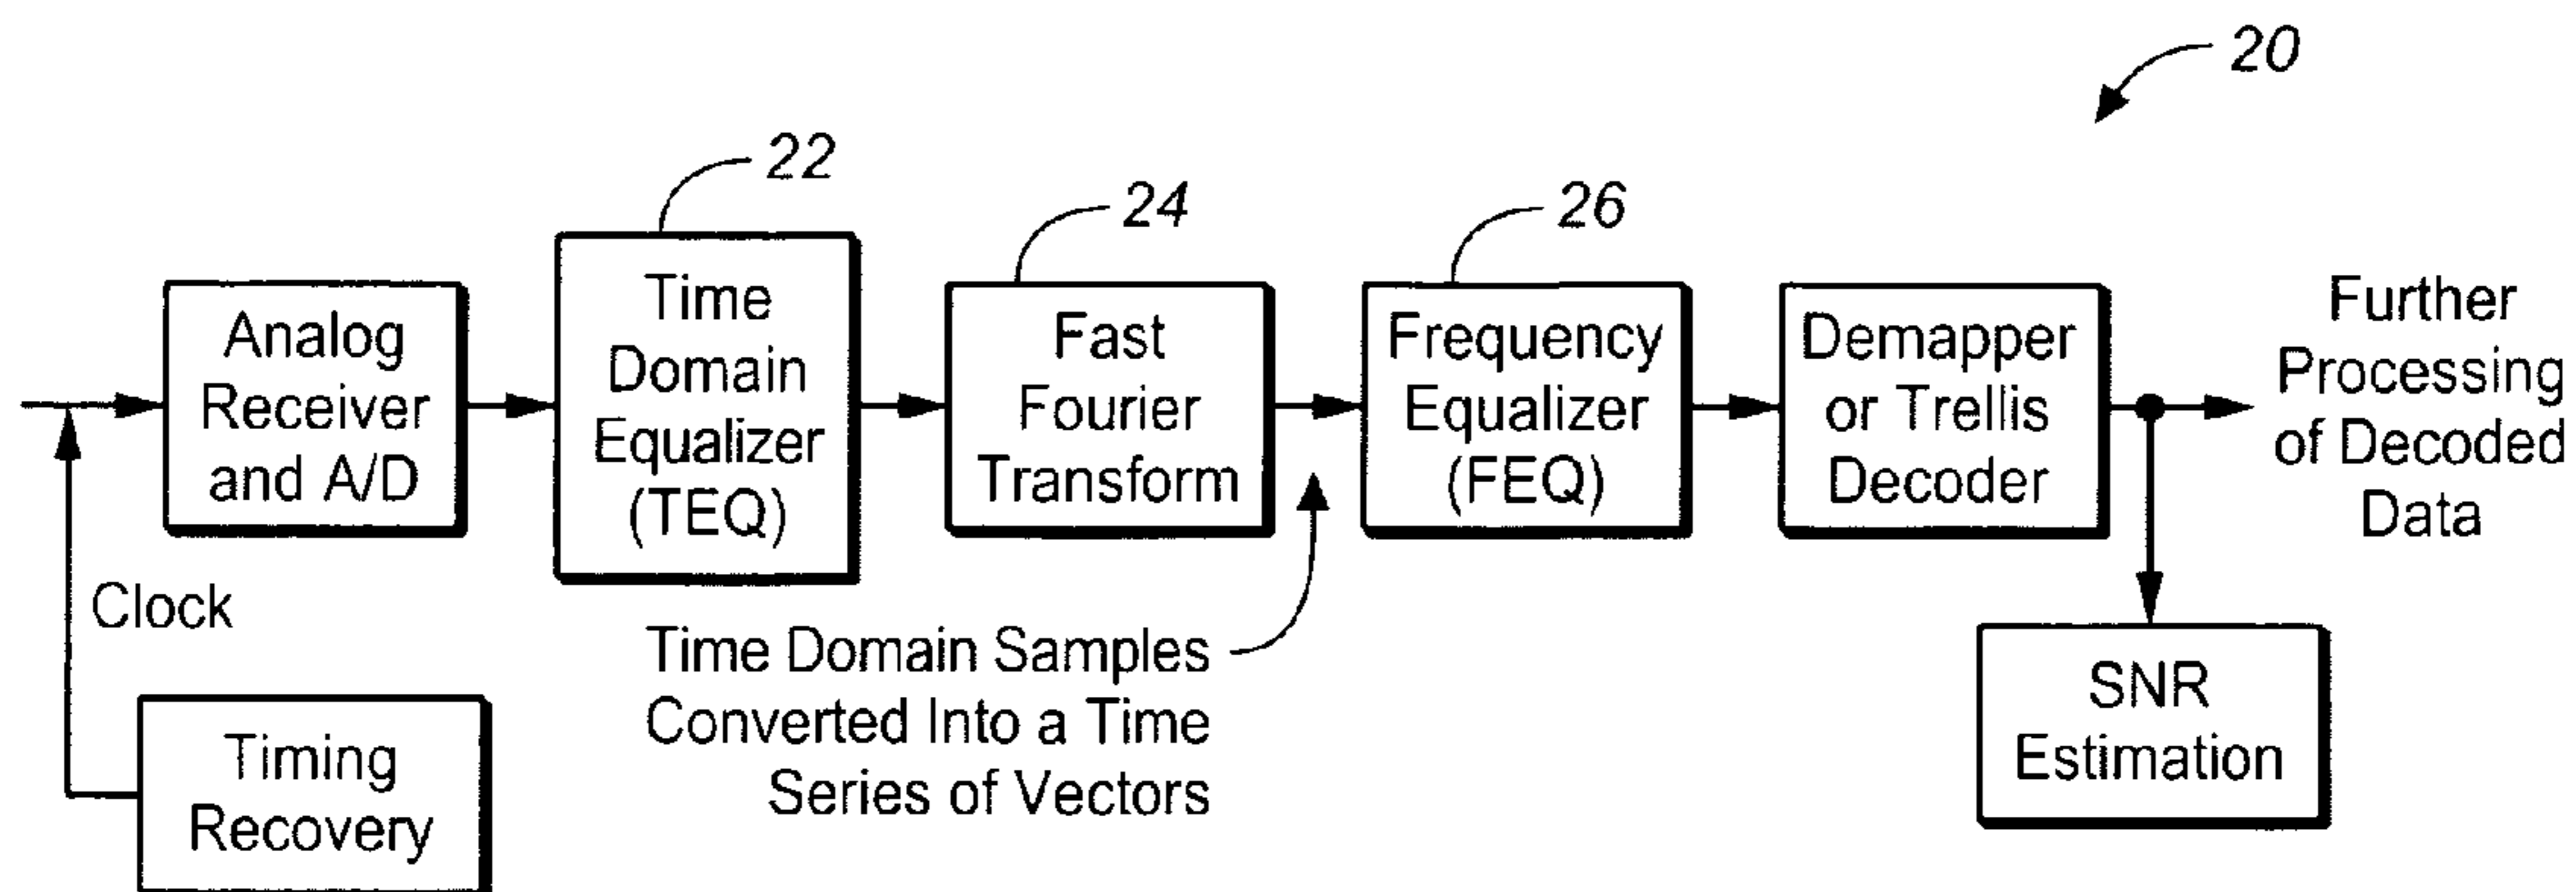 20
22
24
26
Analog
Receiver
and A/D
Time
Domain
Equalizer
(TEQ)
Fast
Fourier
Transform
Frequency
Equalizer
(FEQ)
Demapper
or Trellis
Decoder
Further
Processing
of Decoded
Data
Clock
Time Domain Samples
Converted Into a Time
Series of Vectors
SNR
Estimation
Timing
Recovery